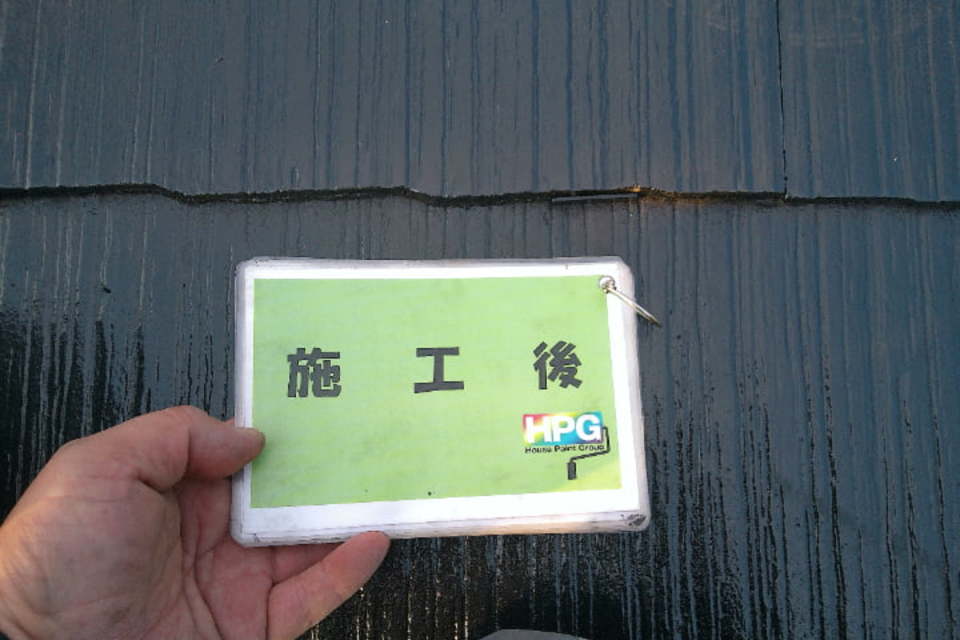 施工後
HPG
House Paint Group